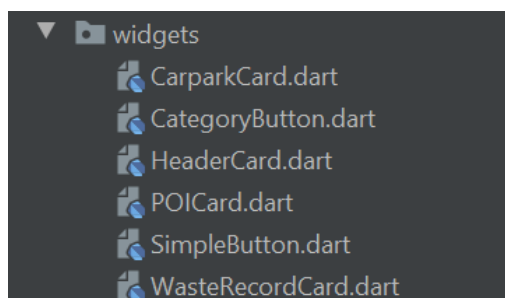 widgets
CarparkCard.dart
CategoryButton.dart
HeaderCard.dart
POICard.dart
SimpleButton.dart
WasteRecordCard.dart